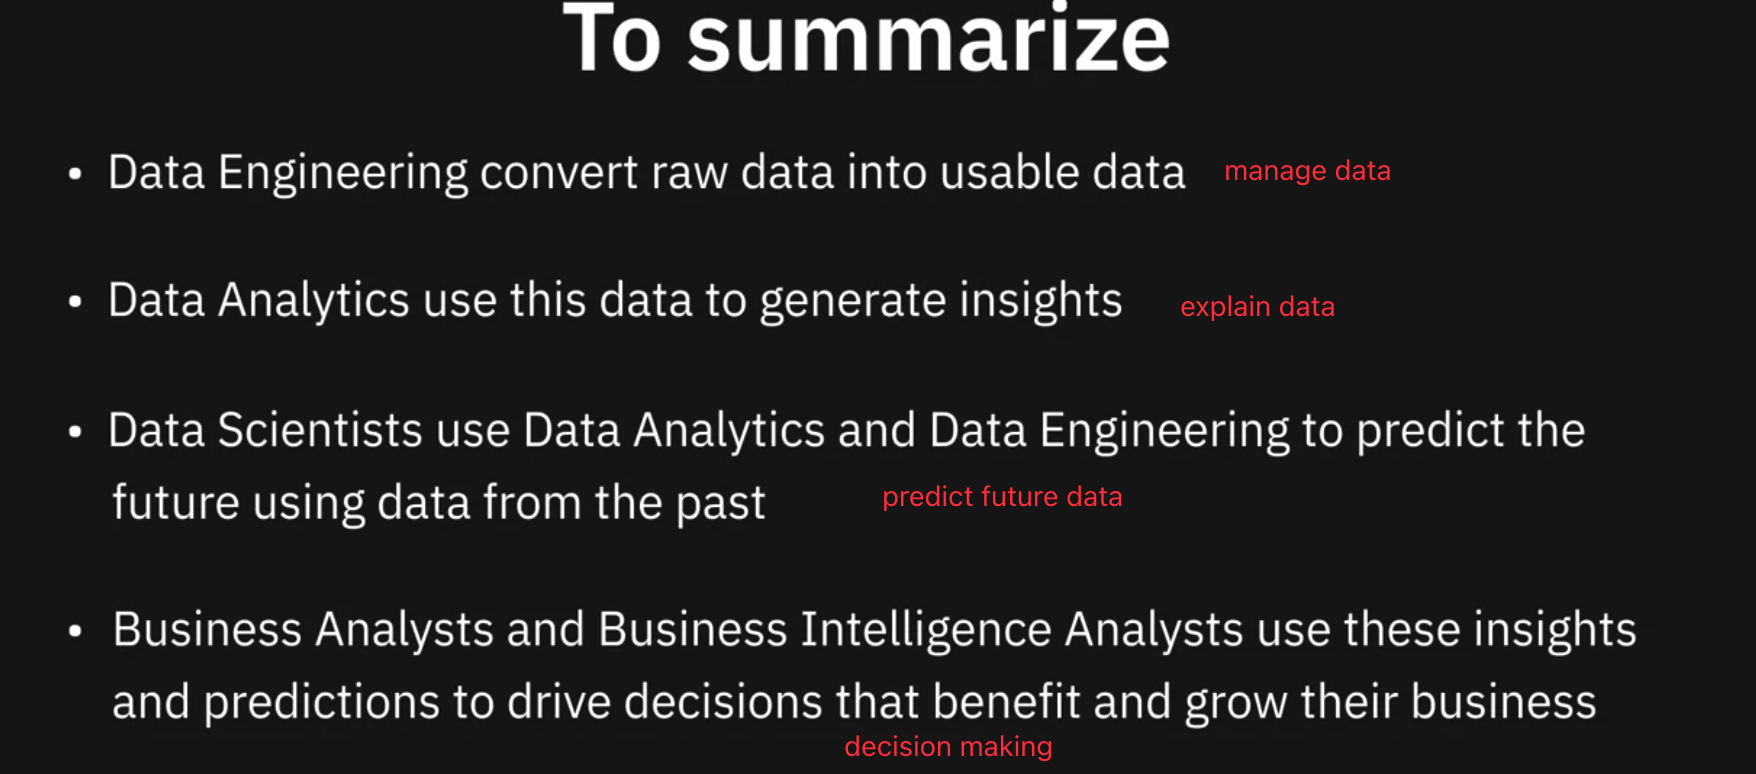 To summarize
• Data Engineering convert raw data into usable data manage data
• Data Analytics use this data to generate insights explain data
• Data Scientists use Data Analytics and Data Engineering to predict the
future using data from the past predict future data
• Business Analysts and Business Intelligence Analysts use these insights
and predictions to drive decisions that benefit and grow their business
decision making